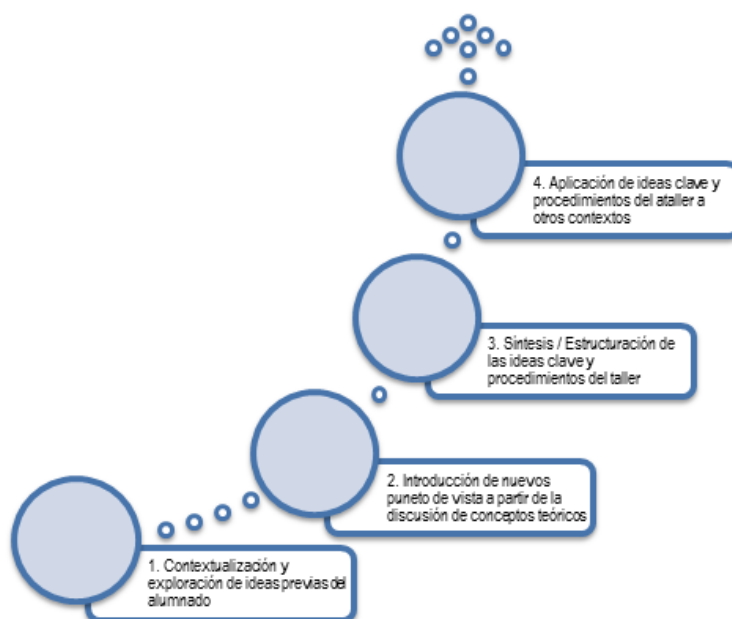 4. Aplicación de ideas clave y
procedimientos del ataller a
otros contextos
3. Síntesis / Estructuración de
las ideas clave y
procedimientos del taller
2. Introducción de nuevos
puneto de vista a partir de la
discusión de conceptos teóricos
1. Contextualización y
exploración de ideas previas del
alumnado